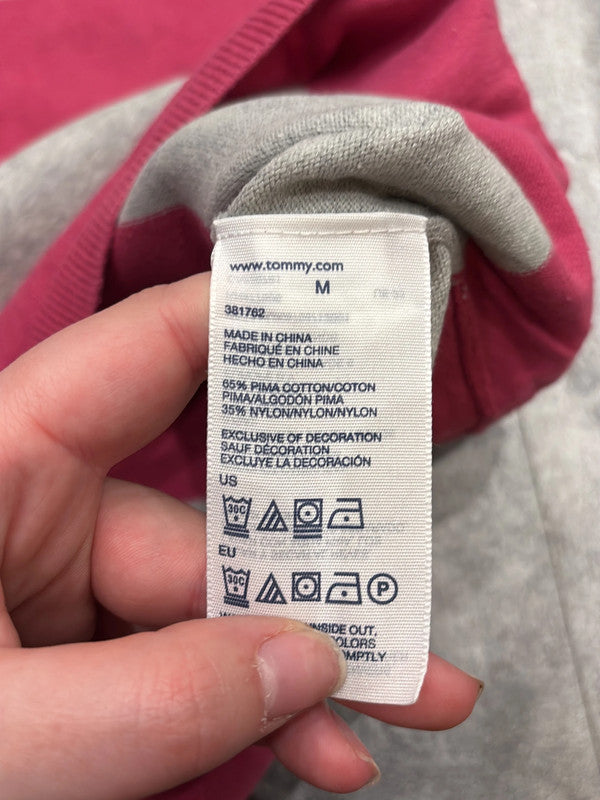 www.tommy.com
M
381762
MADE IN CHINA
FABRIQUÉ EN CHINE
HECHO EN CHINA
65% PIMA COTTON/COTON
PIMA/ALGODÓN PIMA
35% NYLON/NYLON/NYLON
EXCLUSIVE OF DECORATION
SAUF DÉCORATION
EXCLUYE LA DECORACIÓN
US
30C
EU
30C P
INSIDE OUT,
COLORS